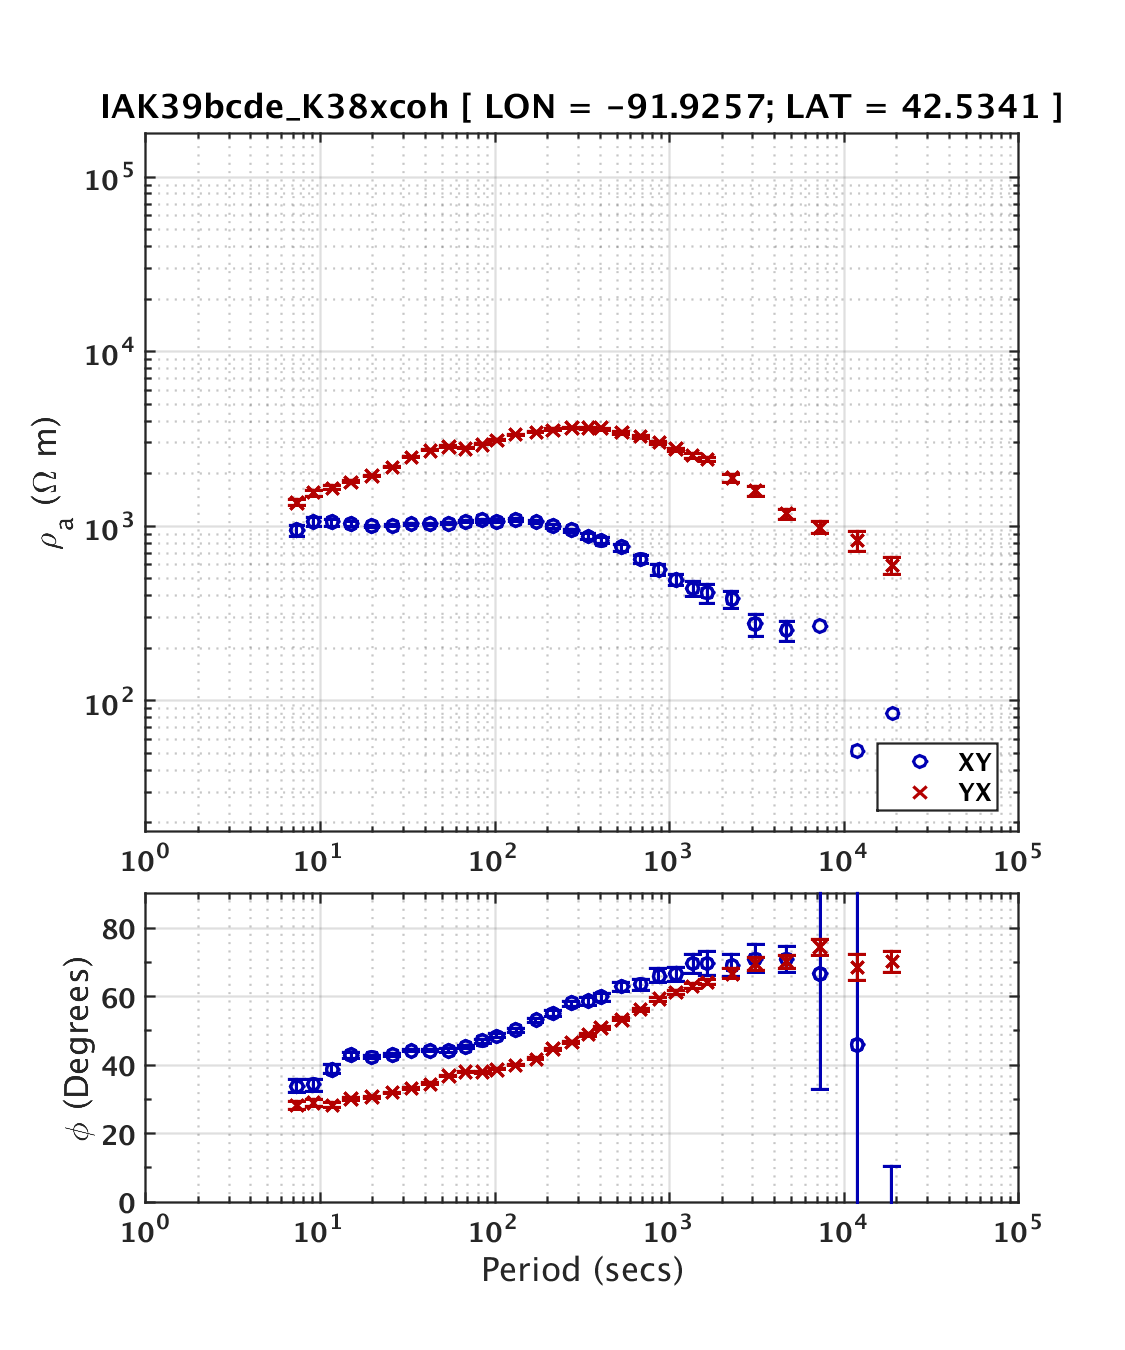 IAK39bcde_K38xcoh [ LON = −91.9257; LAT = 42.5341 ]
10^5
10^4
10^3
10^2
ρa (Ω m)
XY
YX
10^0 10^1 10^2 10^3 10^4 10^5
80
60
40
20
0
ϕ (Degrees)
10^0 10^1 10^2 10^3 10^4 10^5
Period (secs)